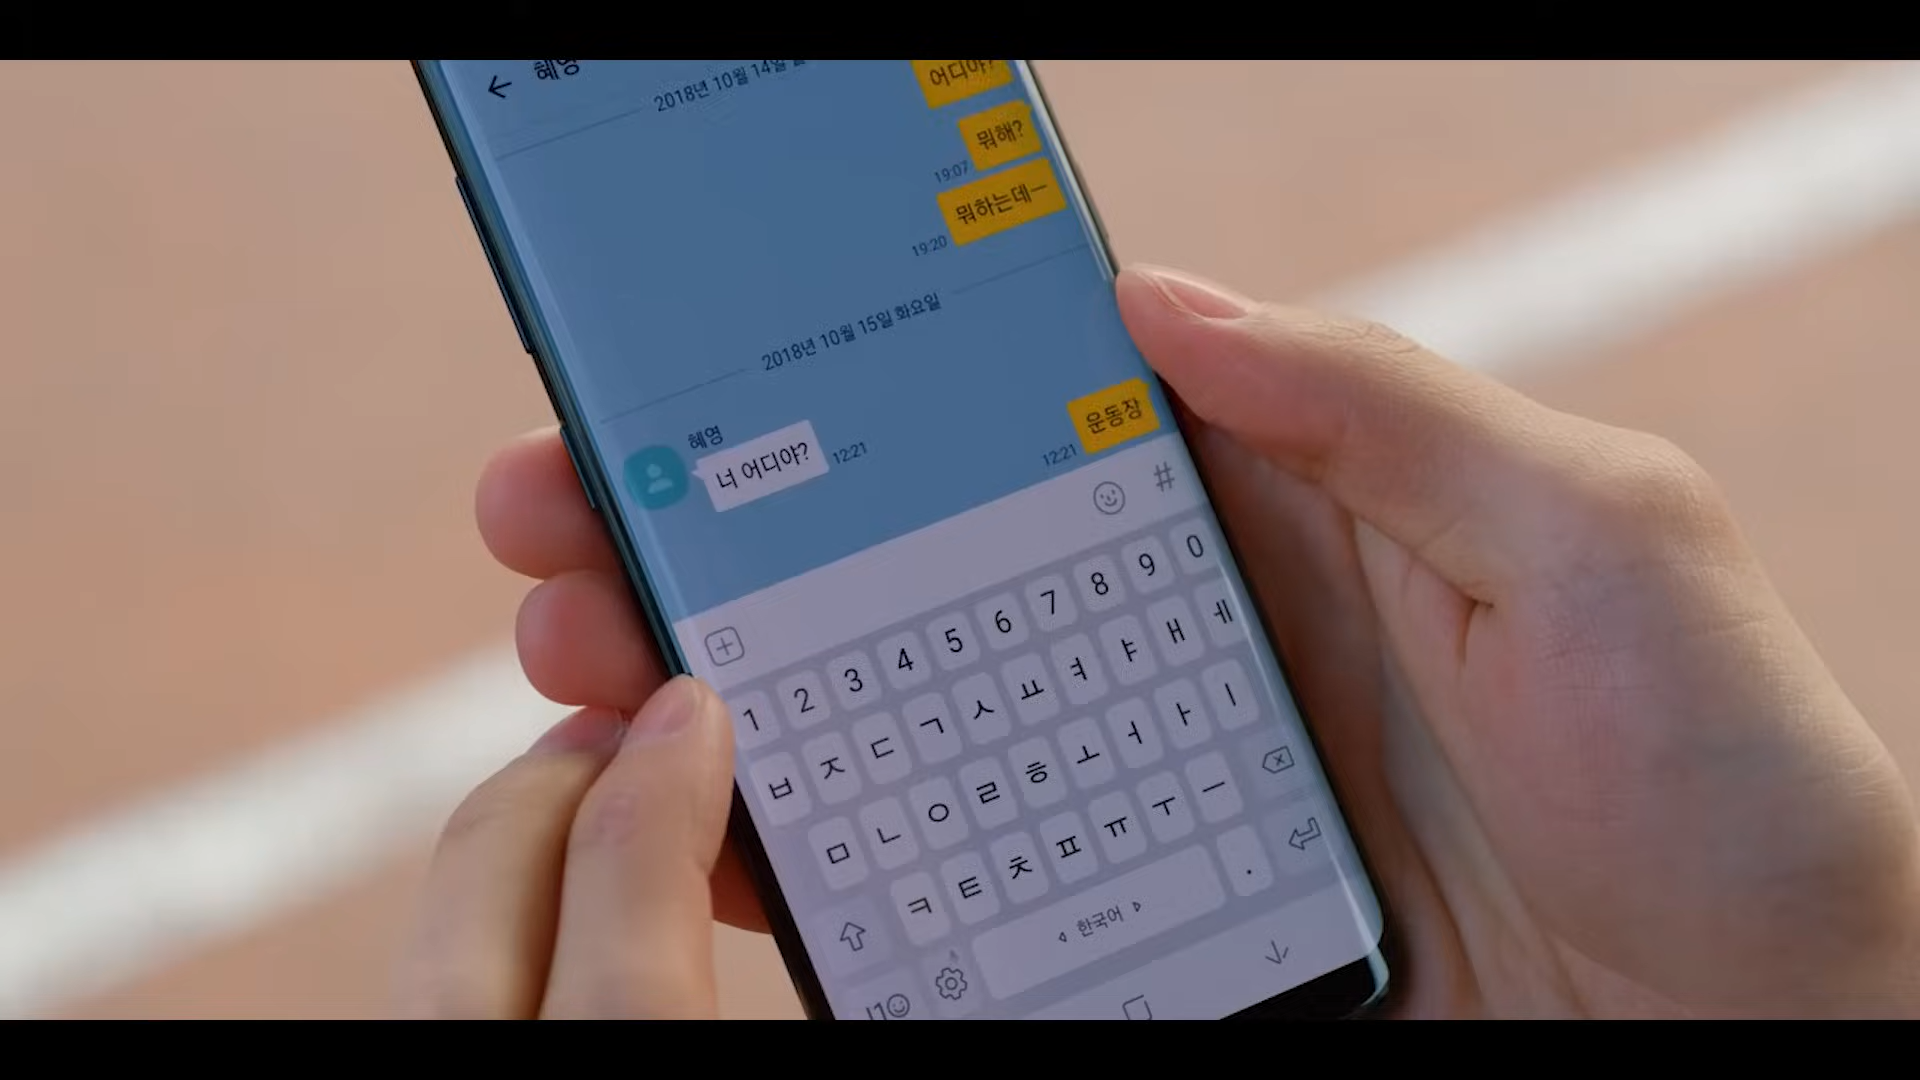 혜영
2018년 10월 14일
어디야?
뭐해?
19:07
뭐하는데ㅡ
19:20
2018년 10월 15일 화요일
혜영
너 어디야?
12:21
운동장
12:21
#
1 2 3 4 5 6 7 8 9 0
ㅂ ㅈ ㄷ ㄱ ㅅ ㅛ ㅕ ㅑ ㅐ ㅔ
ㅁ ㄴ ㅇ ㄹ ㅎ ㅗ ㅓ ㅏ ㅣ
ㅋ ㅌ ㅊ ㅍ ㅠ ㅜ ㅡ
한국어 .